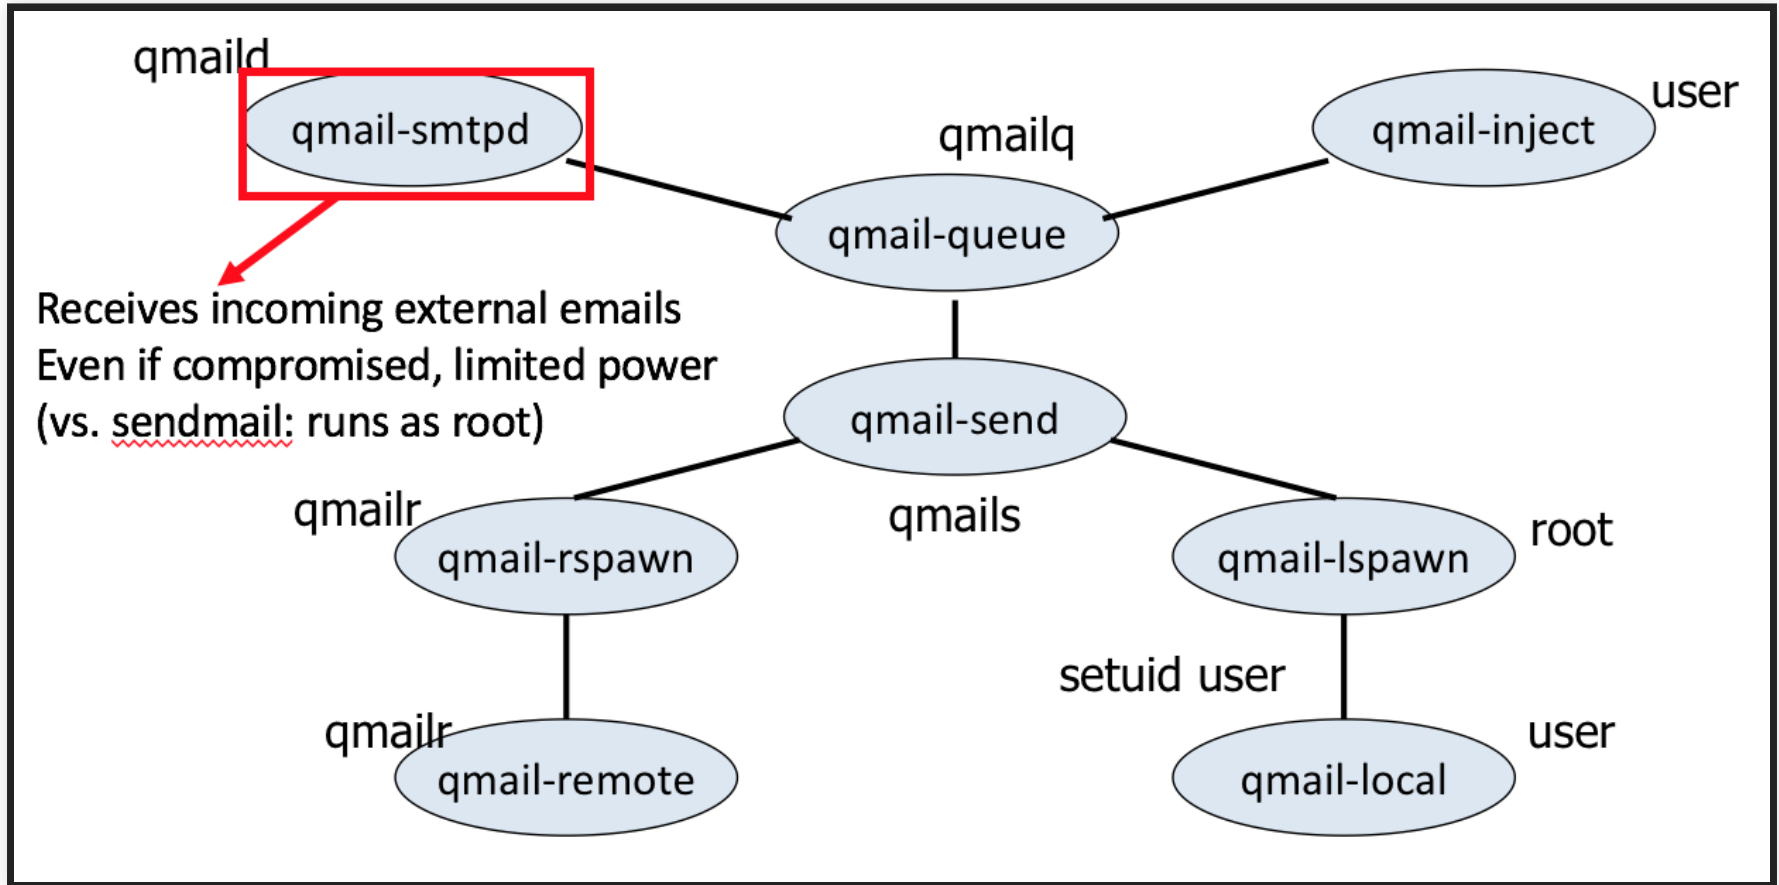 qmaild
qmail-smtpd
user
qmail-inject
qmailq
qmail-queue
Receives incoming external emails
Even if compromised, limited power
(vs. sendmail: runs as root)
qmail-send
qmails
qmailr
qmail-rspawn
root
qmail-lspawn
setuid user
qmailr
qmail-remote
user
qmail-local